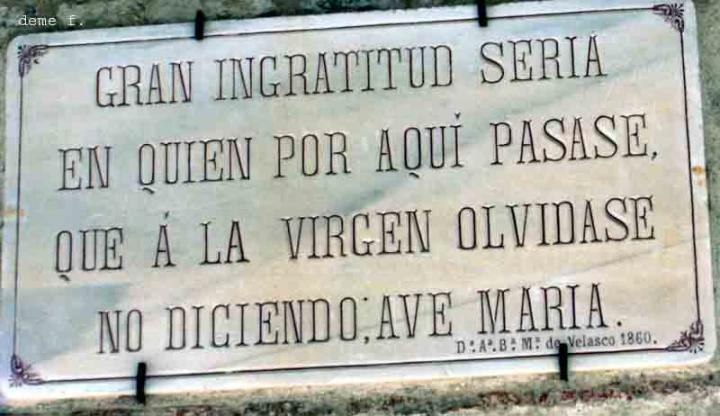 deme f.
GRAN INGRATITUD SERIA
EN QUIEN POR AQUÍ PASASE,
QUE Á LA VIRGEN OLVIDASE
NO DICIENDO; AVE MARIA.
Dª. Aª. Bª. Mª. de Velasco 1860.